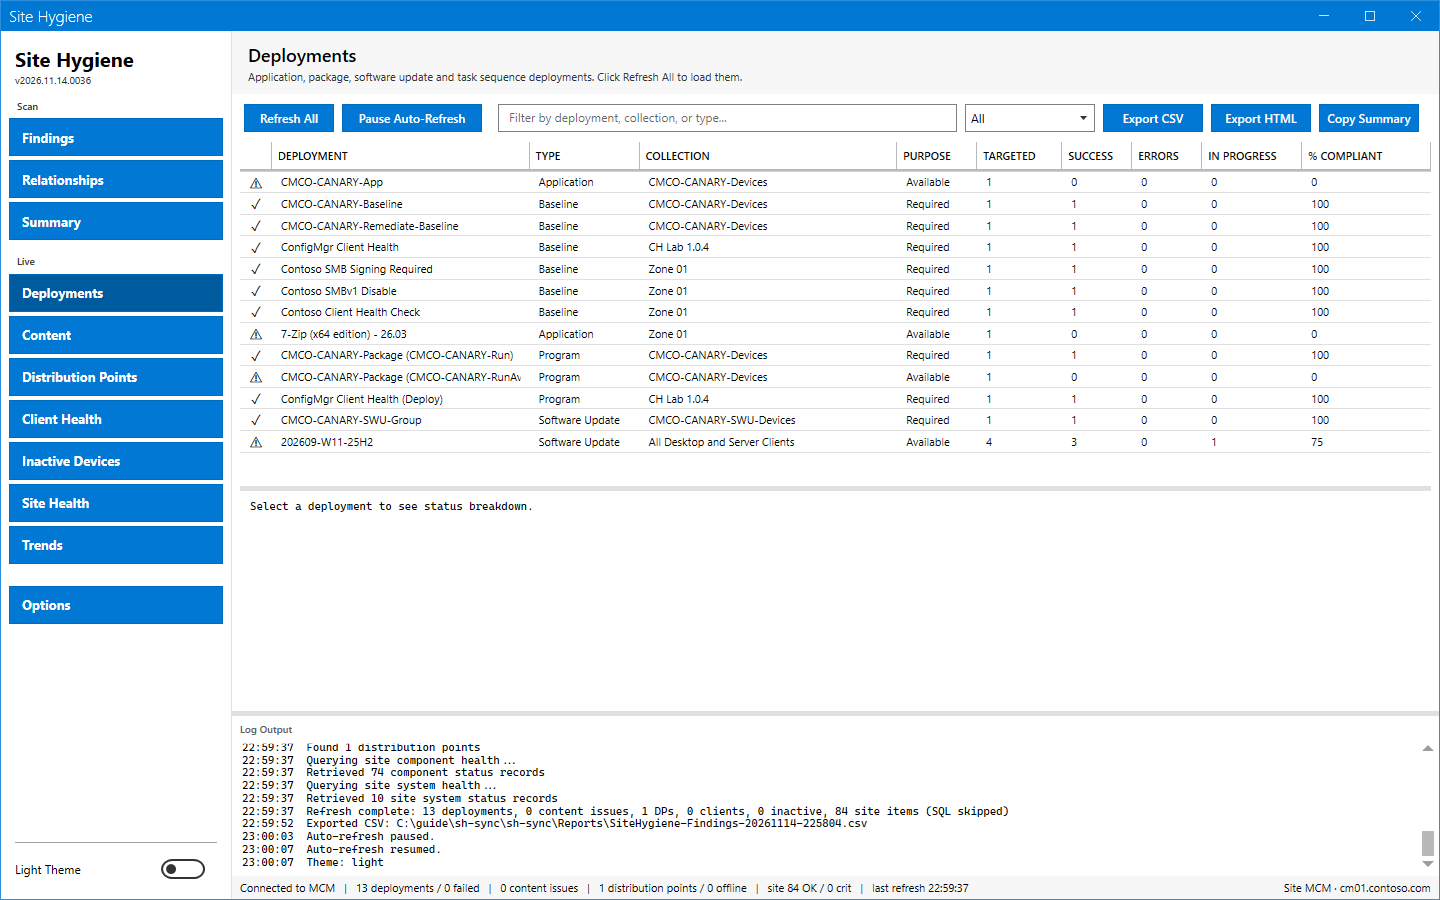 Site Hygiene
Site Hygiene
v2026.11.14.0036
Scan
Findings
Relationships
Summary
Live
Deployments
Content
Distribution Points
Client Health
Inactive Devices
Site Health
Trends
Options
Light Theme
Deployments
Application, package, software update and task sequence deployments. Click Refresh All to load them.
Refresh All Pause Auto-Refresh Filter by deployment, collection, or type... All Export CSV Export HTML Copy Summary
DEPLOYMENT TYPE COLLECTION PURPOSE TARGETED SUCCESS ERRORS IN PROGRESS % COMPLIANT
CMCO-CANARY-App Application CMCO-CANARY-Devices Available 1 0 0 0 0
CMCO-CANARY-Baseline Baseline CMCO-CANARY-Devices Required 1 1 0 0 100
CMCO-CANARY-Remediate-Baseline Baseline CMCO-CANARY-Devices Required 1 1 0 0 100
ConfigMgr Client Health Baseline CH Lab 1.0.4 Required 1 1 0 0 100
Contoso SMB Signing Required Baseline Zone 01 Required 1 1 0 0 100
Contoso SMBv1 Disable Baseline Zone 01 Required 1 1 0 0 100
Contoso Client Health Check Baseline Zone 01 Required 1 1 0 0 100
7-Zip (x64 edition) - 26.03 Application Zone 01 Available 1 0 0 0 0
CMCO-CANARY-Package (CMCO-CANARY-Run) Program CMCO-CANARY-Devices Required 1 1 0 0 100
CMCO-CANARY-Package (CMCO-CANARY-RunAv Program CMCO-CANARY-Devices Available 1 0 0 0 0
ConfigMgr Client Health (Deploy) Program CH Lab 1.0.4 Required 1 1 0 0 100
CMCO-CANARY-SWU-Group Software Update CMCO-CANARY-SWU-Devices Required 1 1 0 0 100
202609-W11-25H2 Software Update All Desktop and Server Clients Available 4 3 0 1 75
Select a deployment to see status breakdown.
Log Output
22:59:37 Found 1 distribution points
22:59:37 Querying site component health...
22:59:37 Retrieved 74 component status records
22:59:37 Querying site system health...
22:59:37 Retrieved 10 site system status records
22:59:37 Refresh complete: 13 deployments, 0 content issues, 1 DPs, 0 clients, 0 inactive, 84 site items (SQL skipped)
22:59:52 Exported CSV: C:\guide\sh-sync\sh-sync\Reports\SiteHygiene-Findings-20261114-225804.csv
23:00:03 Auto-refresh paused.
23:00:07 Auto-refresh resumed.
23:00:07 Theme: light
Connected to MCM | 13 deployments / 0 failed | 0 content issues | 1 distribution points / 0 offline | site 84 OK / 0 crit | last refresh 22:59:37 Site MCM · cm01.contoso.com